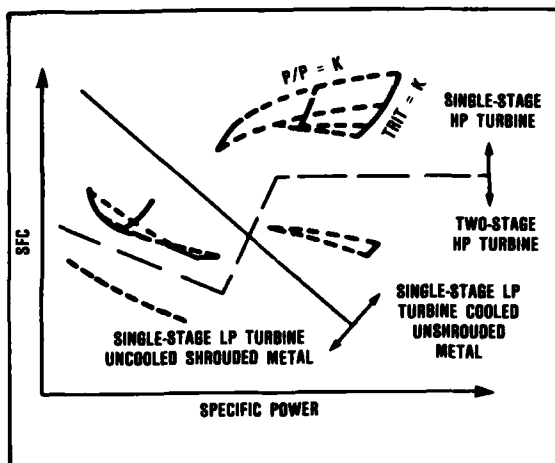 P/P = K
TRIT = K
SINGLE-STAGE
HP TURBINE
TWO-STAGE
HP TURBINE
SINGLE-STAGE LP
TURBINE COOLED
UNSHROUDED
METAL
SINGLE-STAGE LP TURBINE
UNCOOLED SHROUDED METAL
SFC
SPECIFIC POWER